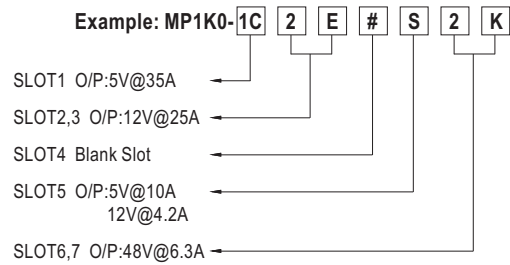 Example: MP1K0- 1C 2 E # S 2 K
SLOT1 O/P:5V@35A
SLOT2,3 O/P:12V@25A
SLOT4 Blank Slot
SLOT5 O/P:5V@10A
12V@4.2A
SLOT6,7 O/P:48V@6.3A